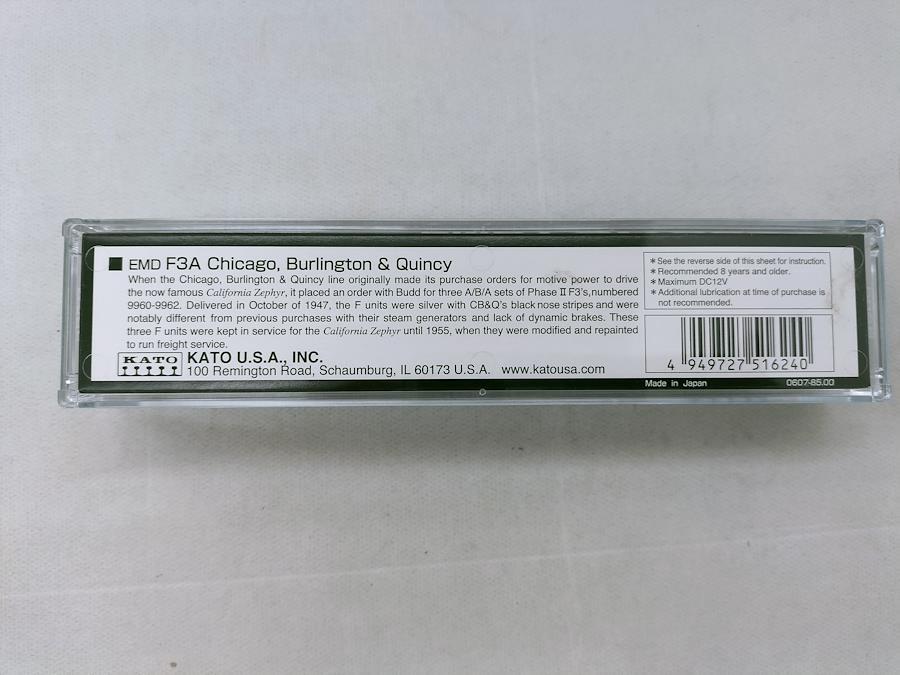 ■ EMD F3A Chicago, Burlington & Quincy
When the Chicago, Burlington & Quincy line originally made its purchase orders for motive power to drive
the now famous California Zephyr, it placed an order with Budd for three A/B/A sets of Phase II F3's, numbered
9960-9962. Delivered in October of 1947, the F units were silver with CB&Q's black nose stripes and were
notably different from previous purchases with their steam generators and lack of dynamic brakes. These
three F units were kept in service for the California Zephyr until 1955, when they were modified and repainted
to run freight service.
KATO
KATO U.S.A., INC.
100 Remington Road, Schaumburg, IL 60173 U.S.A. www.katousa.com
*See the reverse side of this sheet for instruction.
*Recommended 8 years and older.
*Maximum DC12V
*Additional lubrication at time of purchase is
not recommended.
4 949727 516240
Made in Japan
0607-85.00